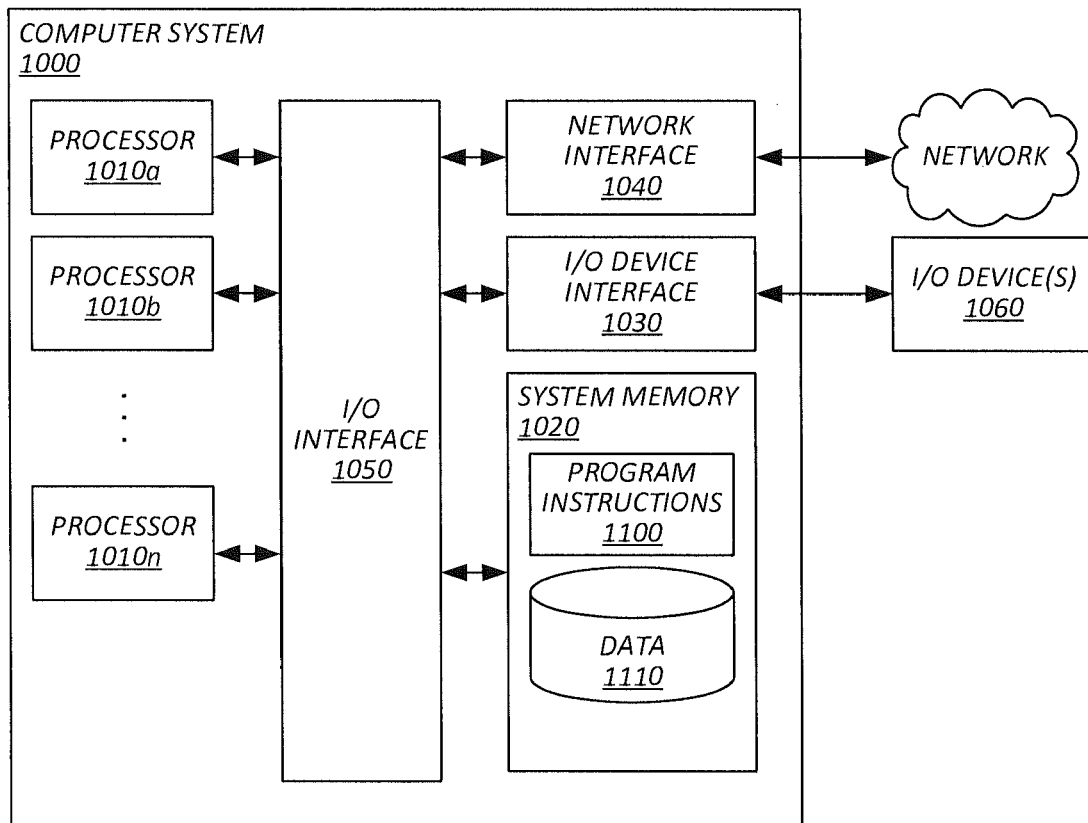 COMPUTER SYSTEM
1000
PROCESSOR
1010a
PROCESSOR
1010b
PROCESSOR
1010n
I/O
INTERFACE
1050
NETWORK
INTERFACE
1040
I/O DEVICE
INTERFACE
1030
SYSTEM MEMORY
1020
PROGRAM
INSTRUCTIONS
1100
DATA
1110
NETWORK
I/O DEVICE(S)
1060